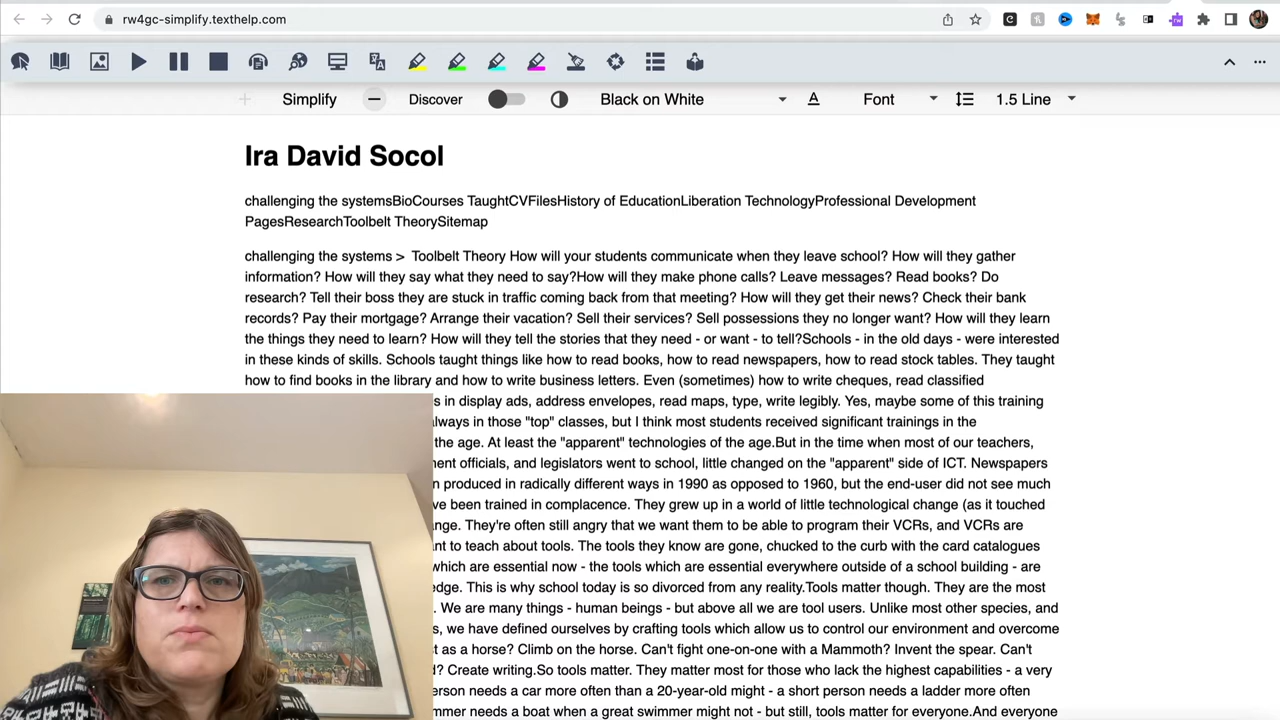 rw4gc-simplify.texthelp.com
Simplify
Discover
Black on White
Font
1.5 Line
Ira David Socol
challenging the systemsBioCourses TaughtCVFilesHistory of EducationLiberation TechnologyProfessional Development
PagesResearchToolbelt TheorySitemap
challenging the systems > Toolbelt Theory How will your students communicate when they leave school? How will they gather
information? How will they say what they need to say?How will they make phone calls? Leave messages? Read books? Do
research? Tell their boss they are stuck in traffic coming back from that meeting? How will they get their news? Check their bank
records? Pay their mortgage? Arrange their vacation? Sell their services? Sell possessions they no longer want? How will they learn
the things they need to learn? How will they tell the stories that they need - or want - to tell?Schools - in the old days - were interested
in these kinds of skills. Schools taught things like how to read books, how to read newspapers, how to read stock tables. They taught
how to find books in the library and how to write business letters. Even (sometimes) how to write cheques, read classified
s in display ads, address envelopes, read maps, type, write legibly. Yes, maybe some of this training
always in those "top" classes, but I think most students received significant trainings in the
the age. At least the "apparent" technologies of the age.But in the time when most of our teachers,
ment officials, and legislators went to school, little changed on the "apparent" side of ICT. Newspapers
n produced in radically different ways in 1990 as opposed to 1960, but the end-user did not see much
ve been trained in complacence. They grew up in a world of little technological change (as it touched
nge. They're often still angry that we want them to be able to program their VCRs, and VCRs are
nt to teach about tools. The tools they know are gone, chucked to the curb with the card catalogues
which are essential now - the tools which are essential everywhere outside of a school building - are
edge. This is why school today is so divorced from any reality.Tools matter though. They are the most
. We are many things - human beings - but above all we are tool users. Unlike most other species, and
s, we have defined ourselves by crafting tools which allow us to control our environment and overcome
t as a horse? Climb on the horse. Can't fight one-on-one with a Mammoth? Invent the spear. Can't
d? Create writing.So tools matter. They matter most for those who lack the highest capabilities - a very
erson needs a car more often than a 20-year-old might - a short person needs a ladder more often
mmer needs a boat when a great swimmer might not - but still, tools matter for everyone.And everyone